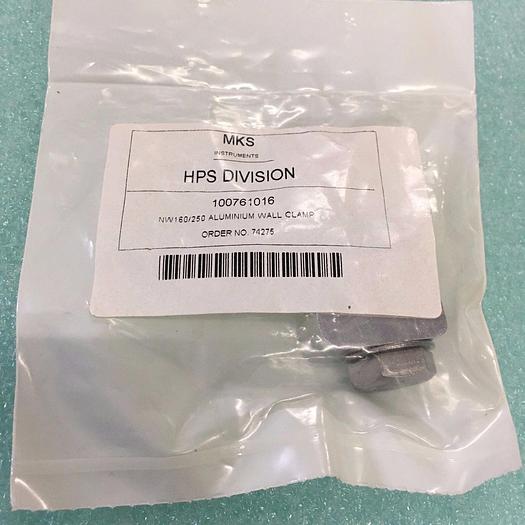 MKS
INSTRUMENTS
HPS DIVISION
100761016
NW160/250 ALUMINIUM WALL CLAMP
ORDER NO. 74275